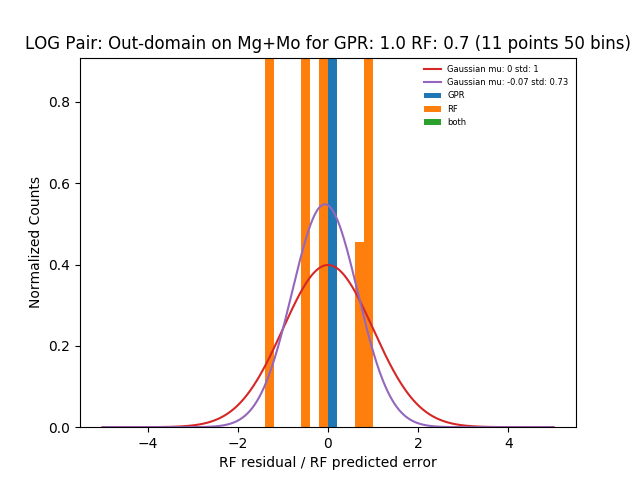 LOG Pair: Out-domain on Mg+Mo for GPR: 1.0 RF: 0.7 (11 points 50 bins)
Gaussian mu: 0 std: 1
Gaussian mu: -0.07 std: 0.73
GPR
RF
both
Normalized Counts
0.8
0.6
0.4
0.2
0.0
−4
−2
0
2
4
RF residual / RF predicted error